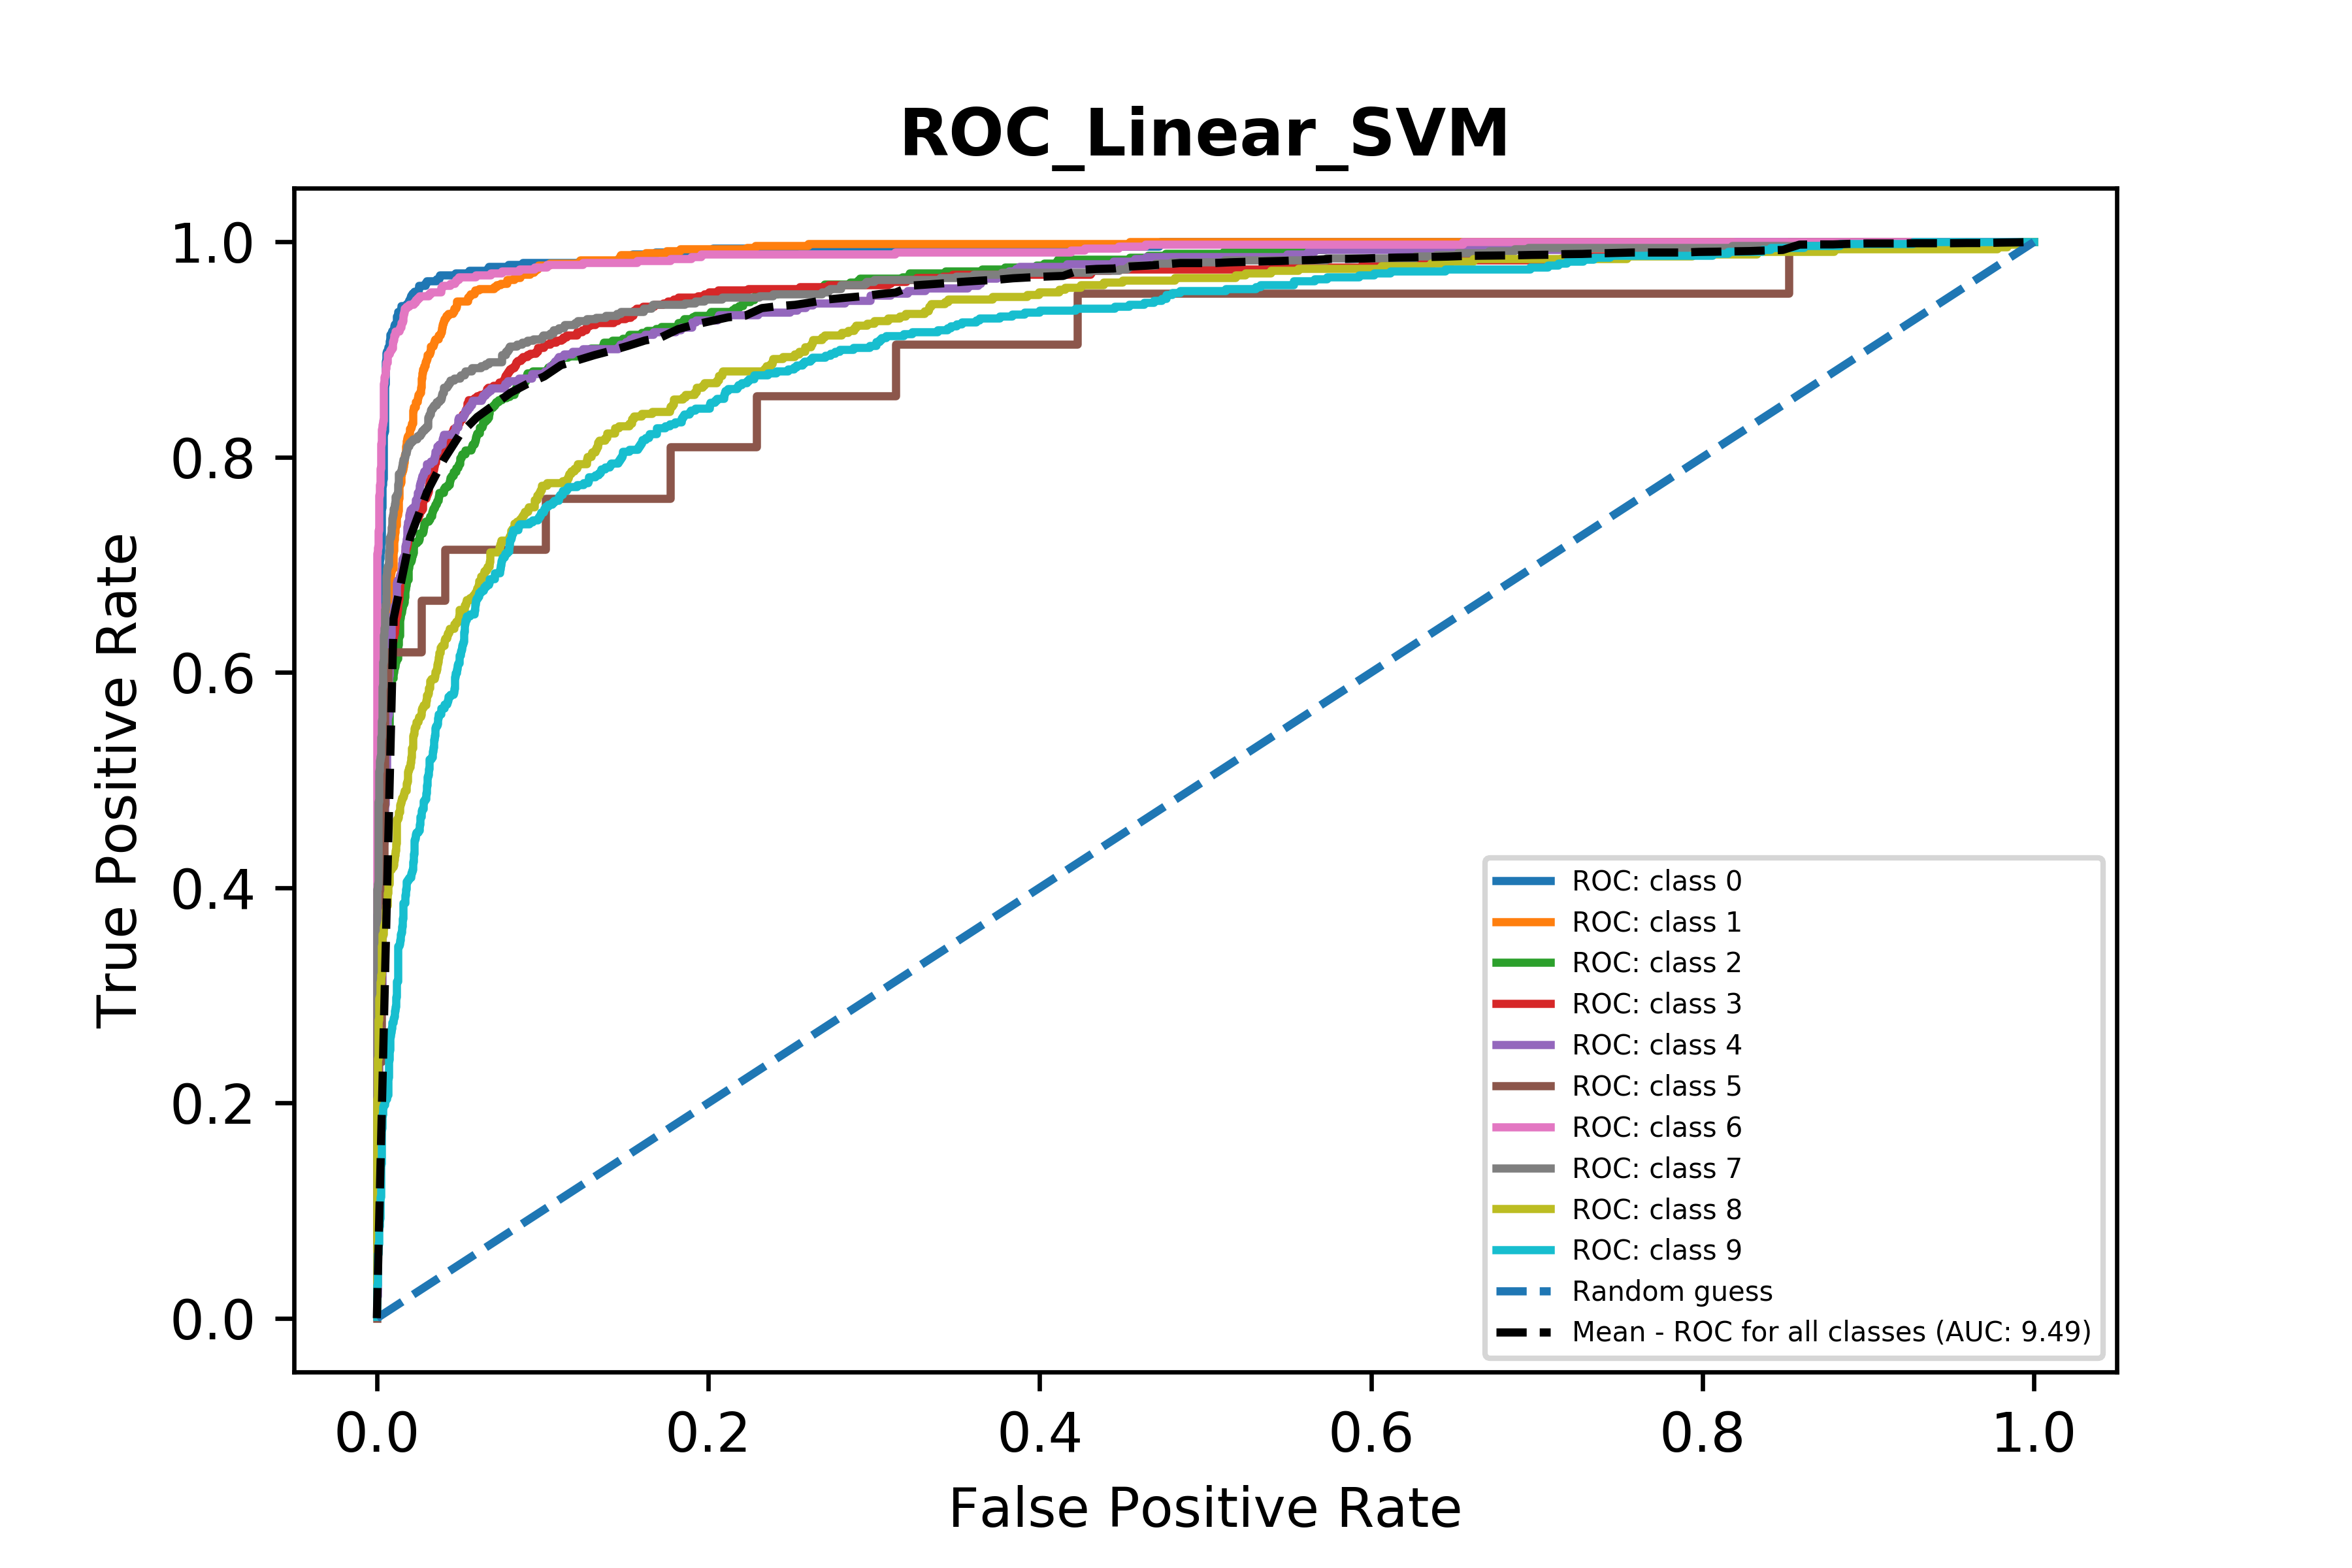 ROC_Linear_SVM
True Positive Rate
1.0
0.8
0.6
0.4
0.2
0.0
ROC: class 0
ROC: class 1
ROC: class 2
ROC: class 3
ROC: class 4
ROC: class 5
ROC: class 6
ROC: class 7
ROC: class 8
ROC: class 9
Random guess
Mean - ROC for all classes (AUC: 9.49)
0.0 0.2 0.4 0.6 0.8 1.0
False Positive Rate